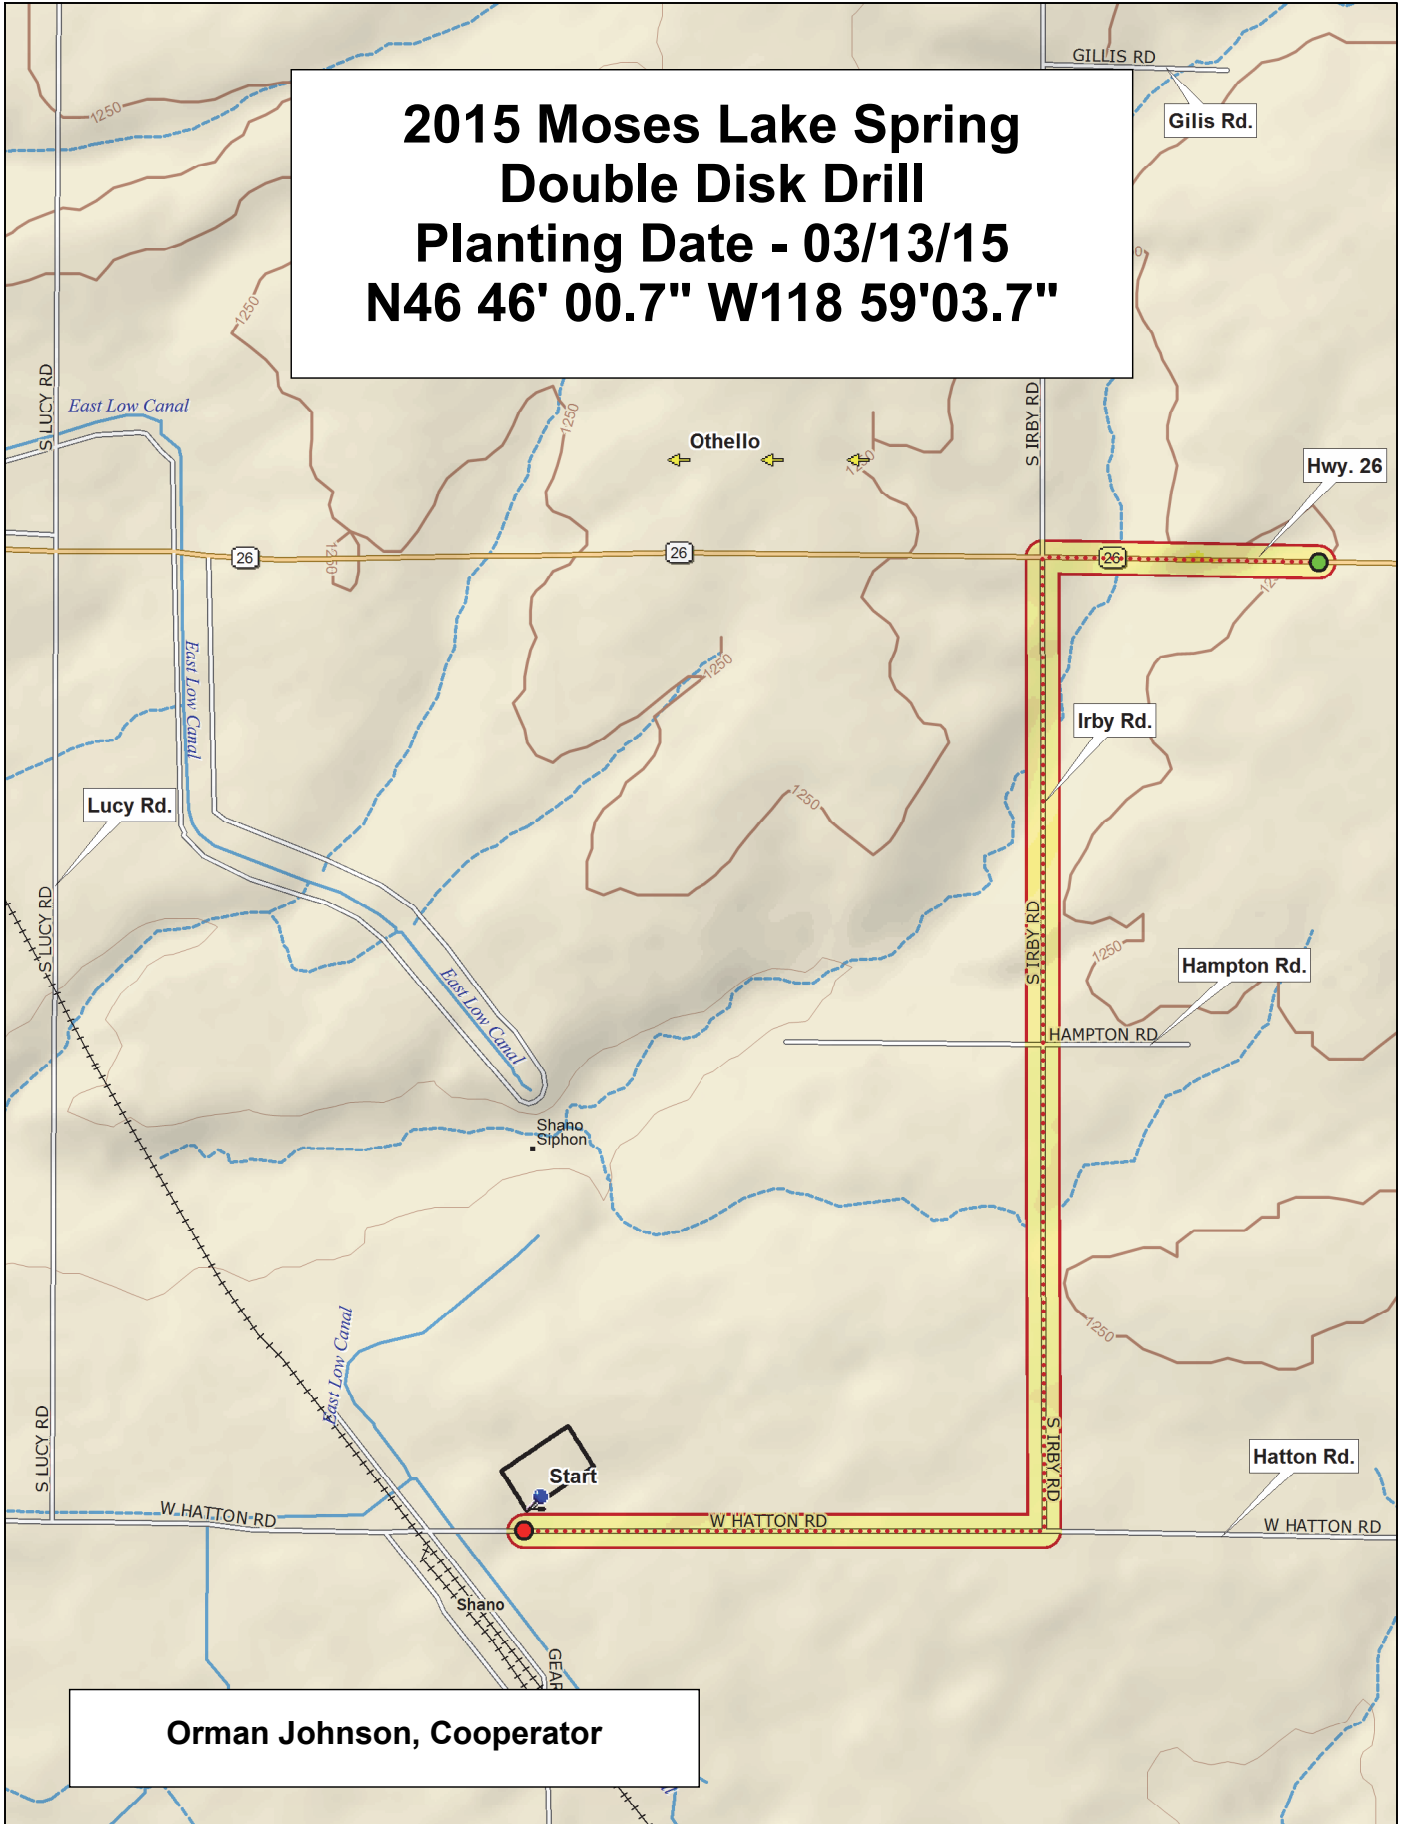 GILLIS RD
1250
Gilis Rd.
2015 Moses Lake Spring
Double Disk Drill
Planting Date - 03/13/15
N46 46' 00.7" W118 59'03.7"
1250
S LUCY RD
East Low Canal
1250
Othello
S IRBY RD
1250
Hwy. 26
26
1250
26
26
East Low Canal
1250
Irby Rd.
Lucy Rd.
1250
S LUCY RD
S IRBY RD
1250
Hampton Rd.
East Low Canal
HAMPTON RD
Shano
Siphon
1250
East Low Canal
S LUCY RD
S IRBY RD
Hatton Rd.
Start
W HATTON RD
W HATTON RD
W HATTON RD
Shano
GEAR
Orman Johnson, Cooperator